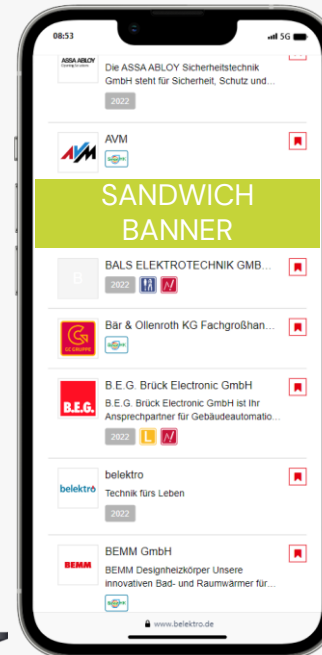 08:53
5G
ASSA ABLOY
Die ASSA ABLOY Sicherheitstechnik
GmbH steht für Sicherheit, Schutz und...
2022
AVM
AVM
SANDWICH
BANNER
B
BALS ELEKTROTECHNIK GMB...
2022
Bär & Ollenroth KG Fachgroßhan...
GC GRUPPE
B.E.G. Brück Electronic GmbH
B.E.G.
B.E.G. Brück Electronic GmbH ist Ihr
Ansprechpartner für Gebäudeautomatio...
2022 L
belektro
belektro
Technik fürs Leben
2022
BEMM GmbH
BEMM
BEMM Designheizkörper Unsere
innovativen Bad- und Raumwärmer für...
www.belektro.de